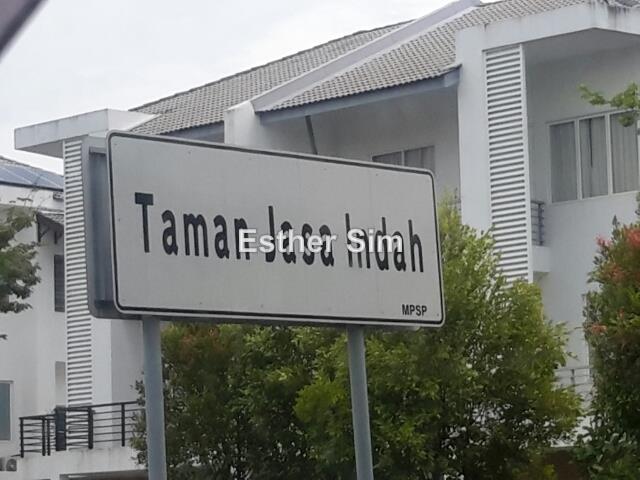 Taman Jasa Indah
Esther Sim
MPSP